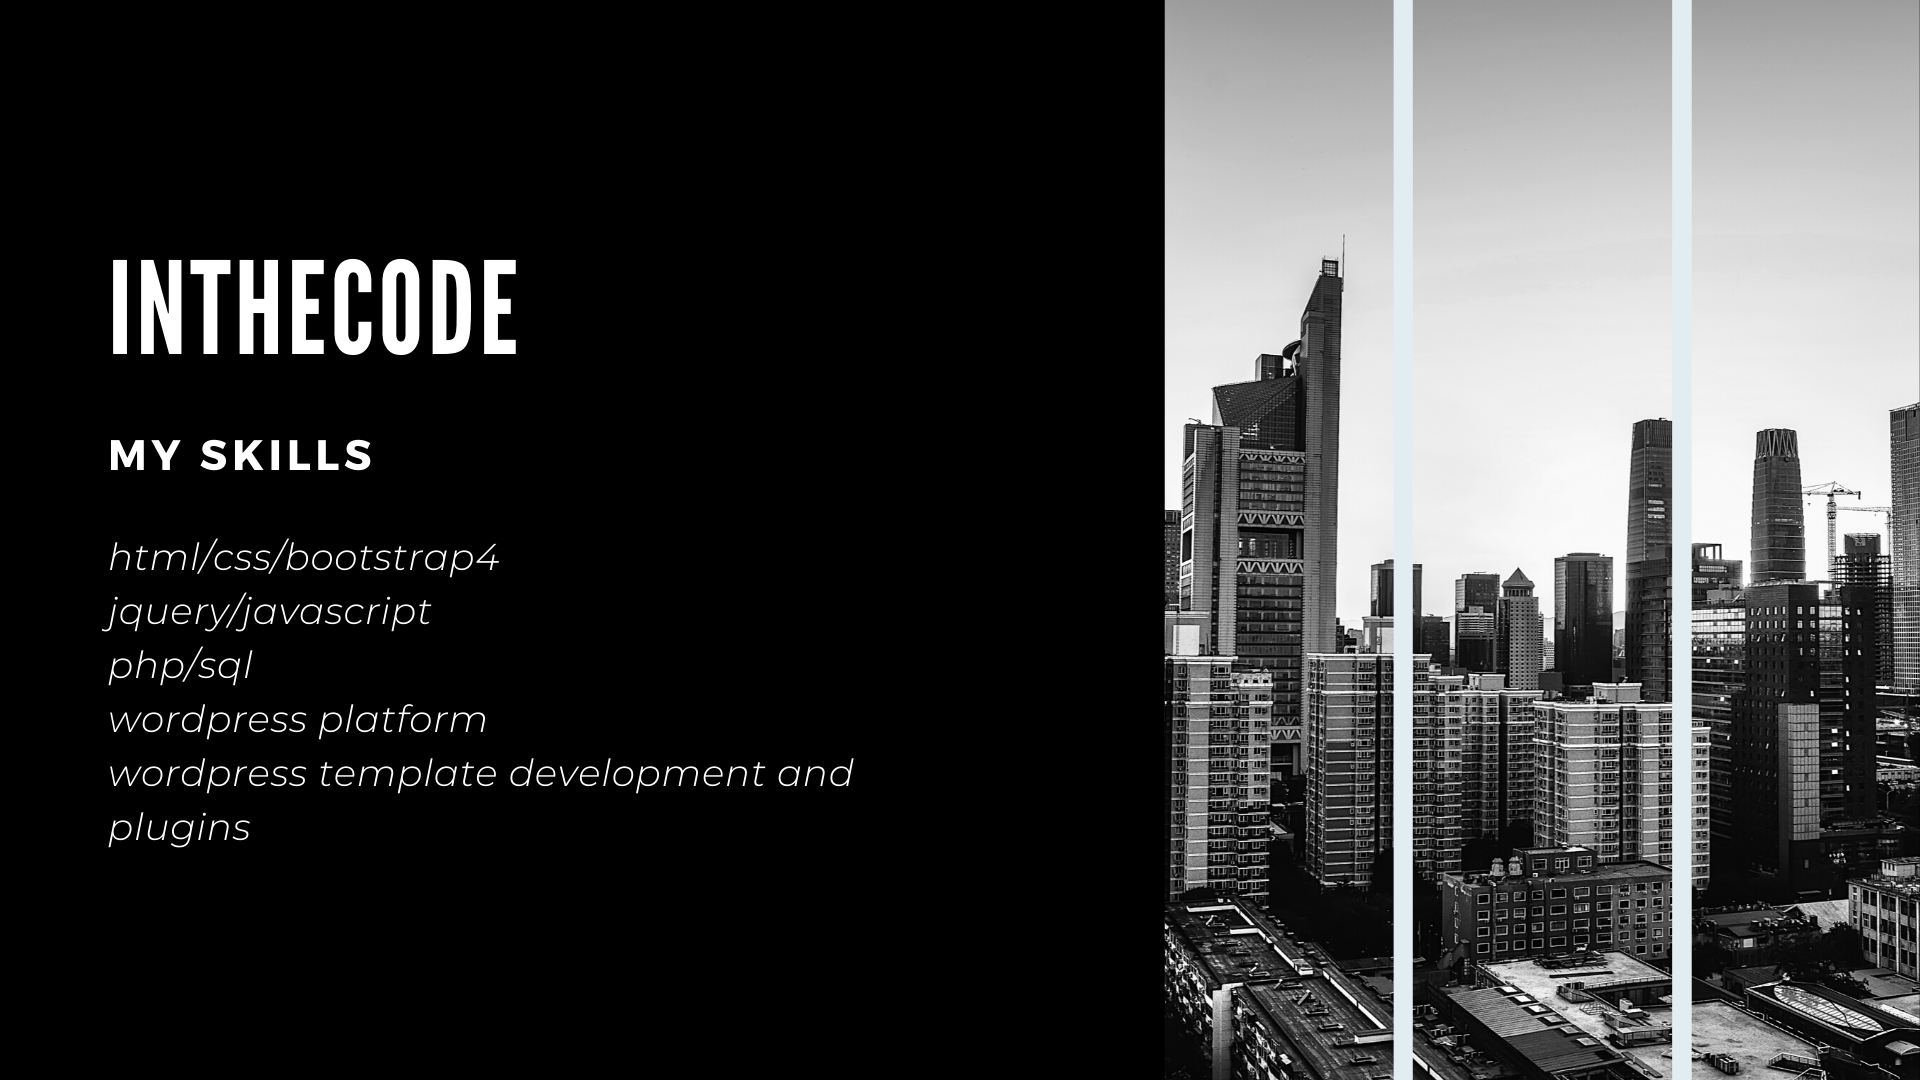 INTHECODE
MY SKILLS
html/css/bootstrap4
jquery/javascript
php/sql
wordpress platform
wordpress template development and
plugins